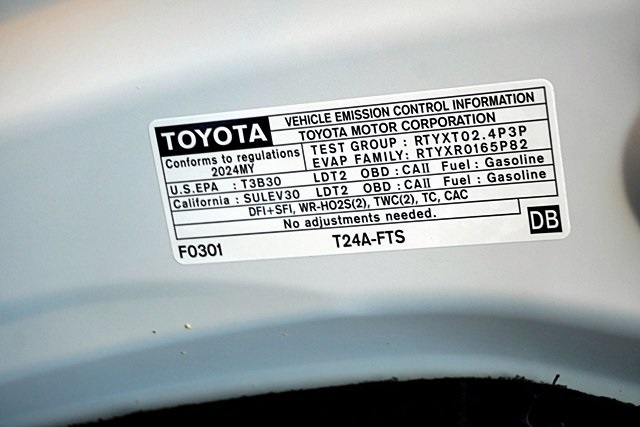 TOYOTA
VEHICLE EMISSION CONTROL INFORMATION
TOYOTA MOTOR CORPORATION
Conforms to regulations
2024MY
TEST GROUP : RTYXT02.4P3P
EVAP FAMILY: RTYXR0165P82
U.S.EPA : T3B30 LDT2 OBD : CAII Fuel : Gasoline
California : SULEV30 LDT2 OBD : CAII Fuel : Gasoline
DFI+SFI, WR-HO2S(2), TWC(2), TC, CAC
No adjustments needed.
F0301
T24A-FTS
DB